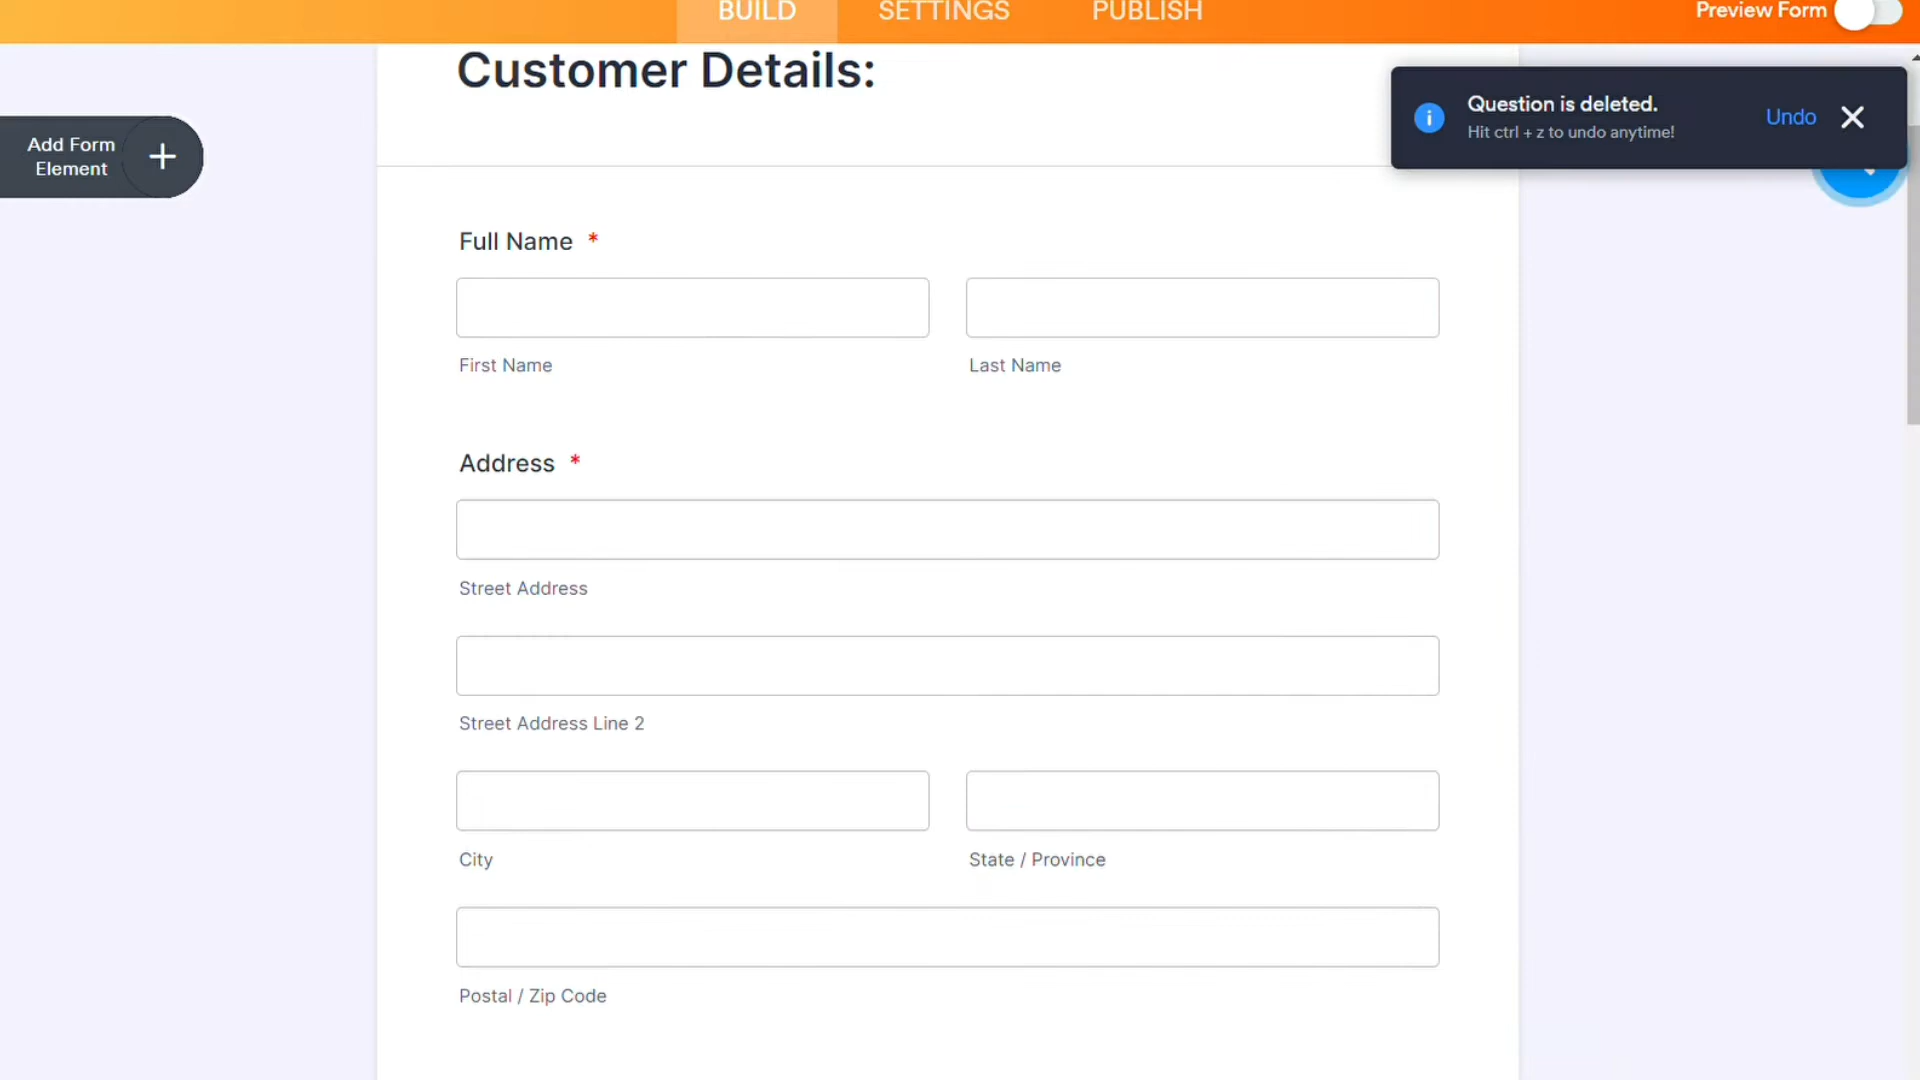 BUILD SETTINGS PUBLISH Preview Form
Customer Details:
Question is deleted.
Hit ctrl + z to undo anytime!
Undo
Add Form
Element
Full Name *
First Name Last Name
Address *
Street Address
Street Address Line 2
City State / Province
Postal / Zip Code